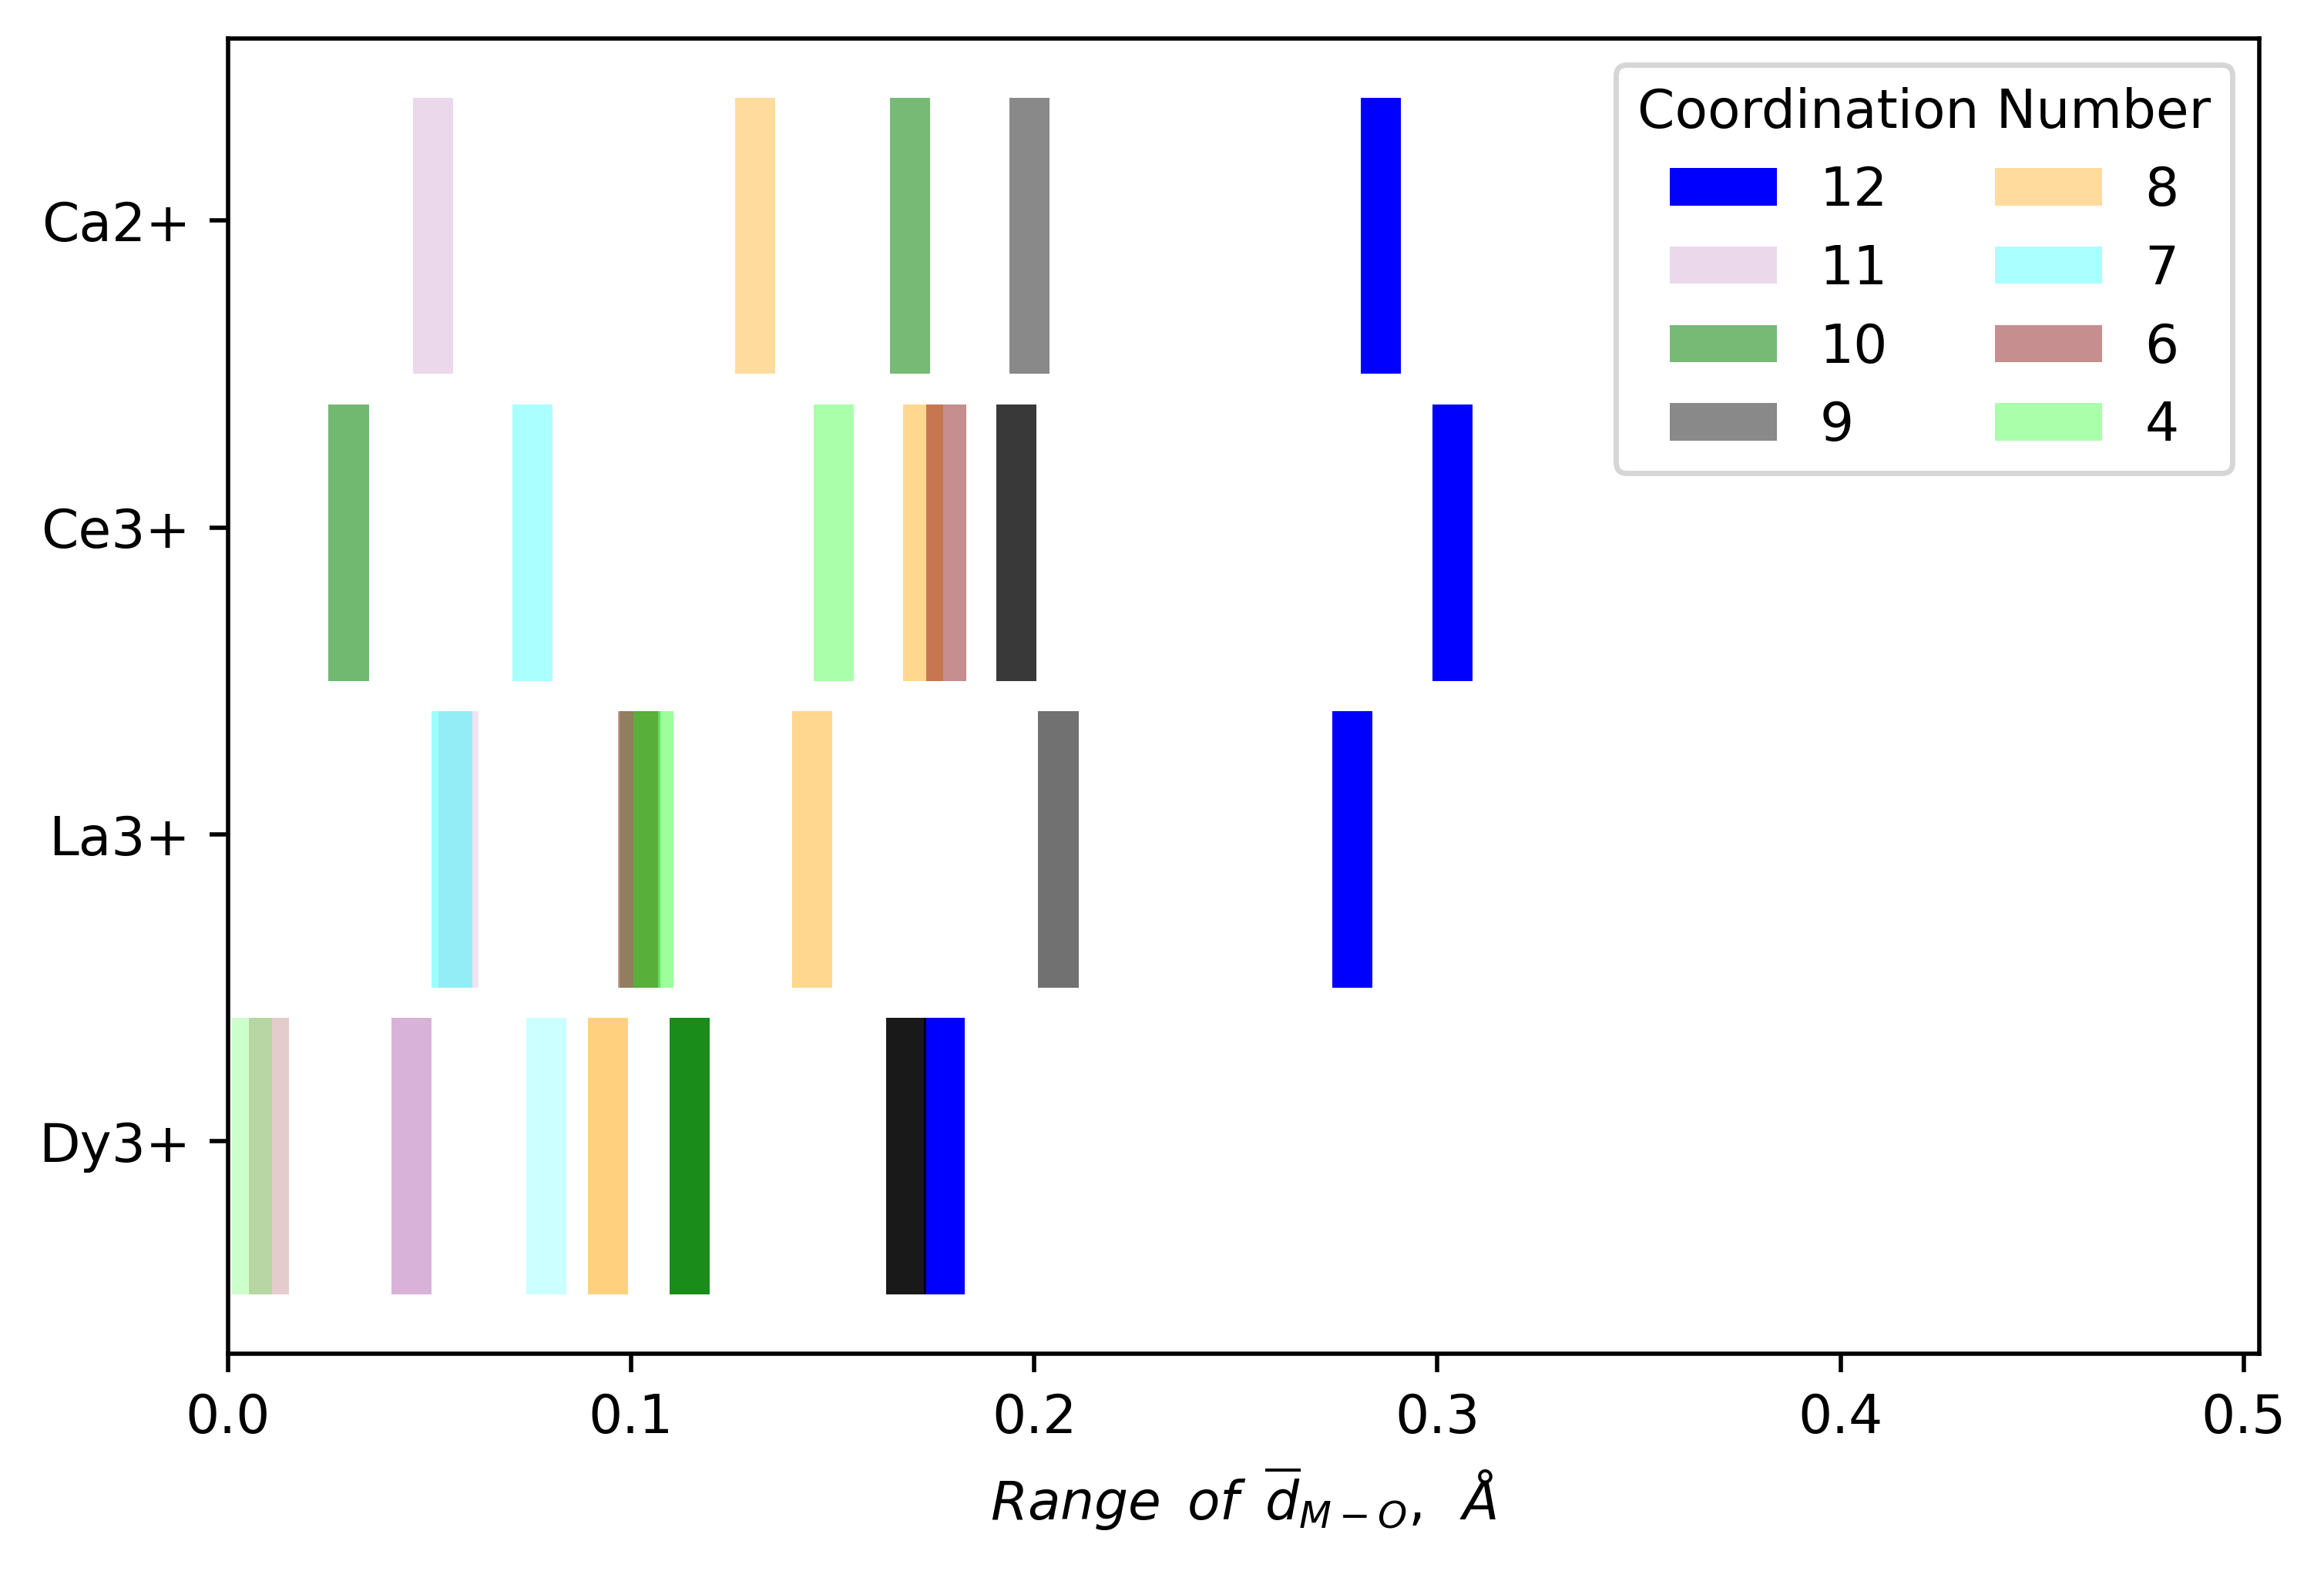 Coordination Number
12 8
11 7
10 6
9 4
Ca2+
Ce3+
La3+
Dy3+
0.0 0.1 0.2 0.3 0.4 0.5
Range of d̅M−O, Å